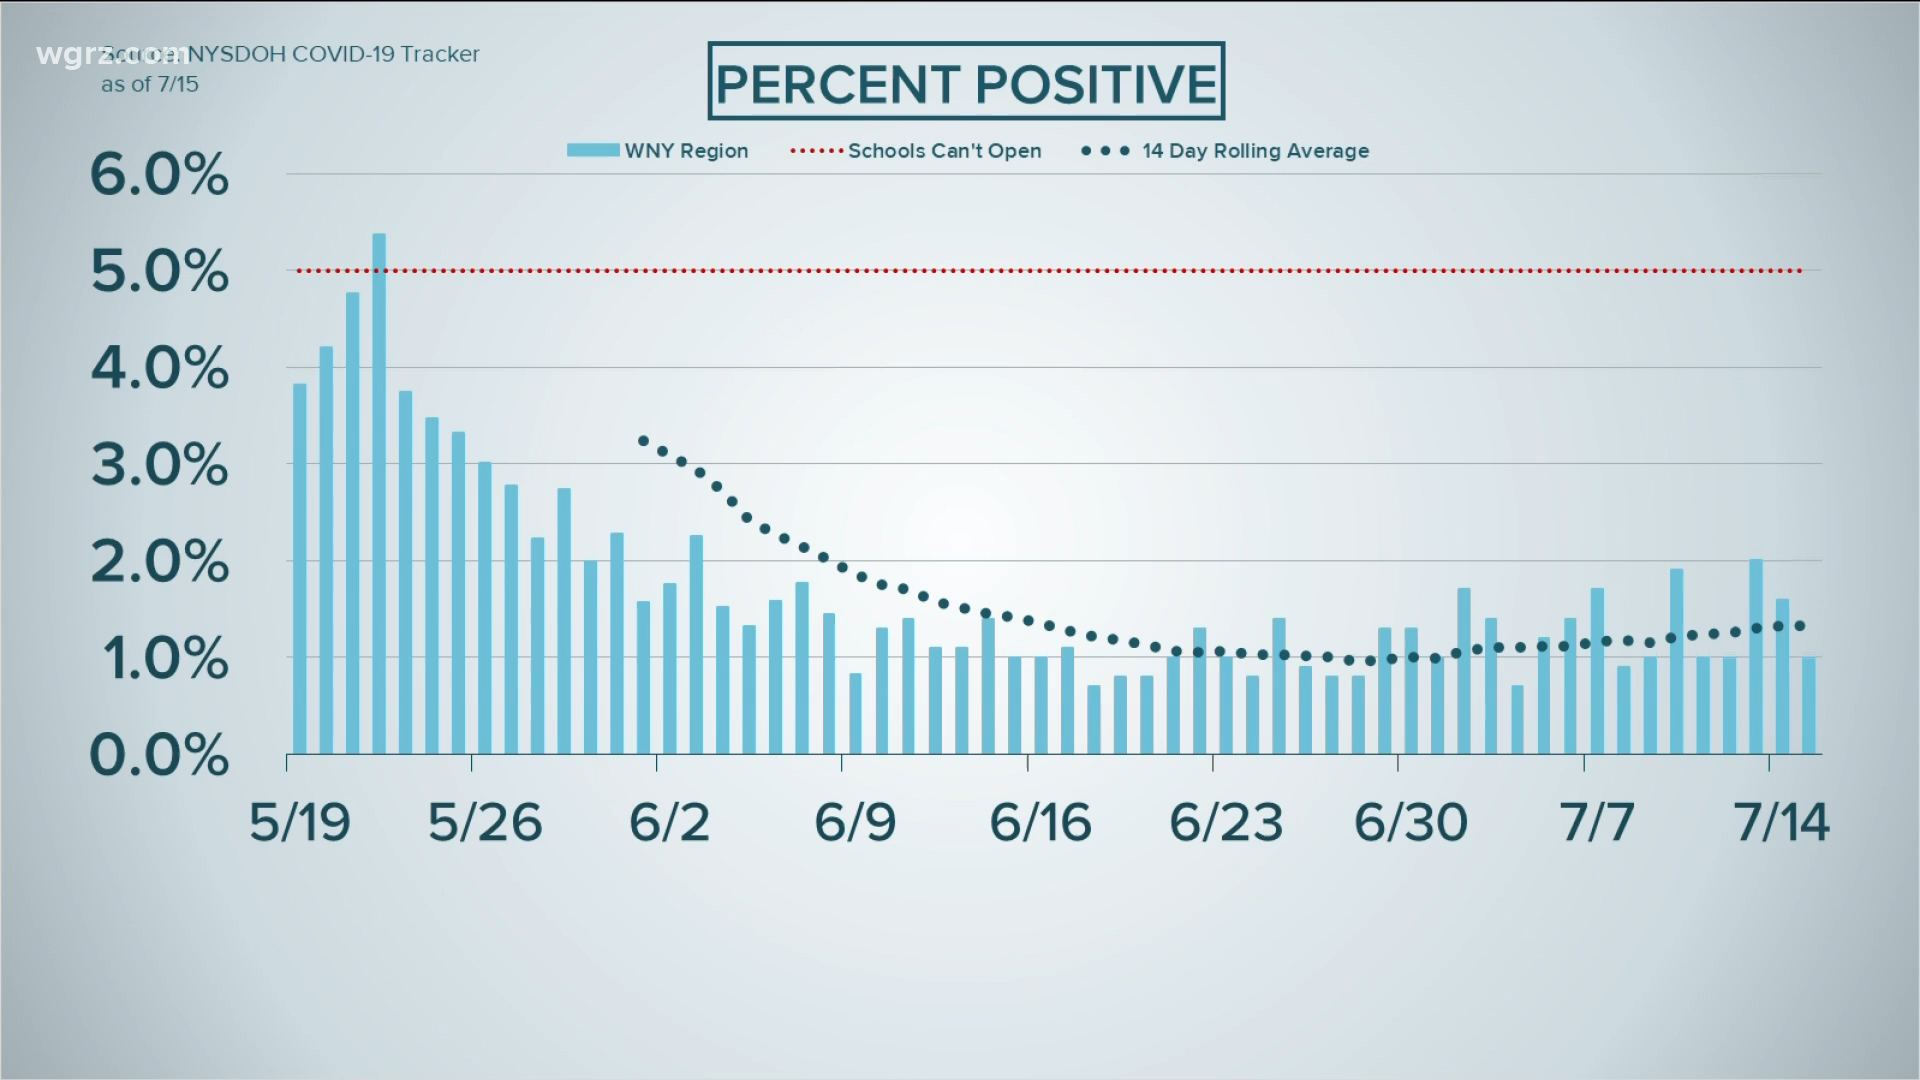 wgrz.com
Source: NYSDOH COVID-19 Tracker
as of 7/15
PERCENT POSITIVE
WNY Region Schools Can't Open 14 Day Rolling Average
6.0%
5.0%
4.0%
3.0%
2.0%
1.0%
0.0%
5/19 5/26 6/2 6/9 6/16 6/23 6/30 7/7 7/14